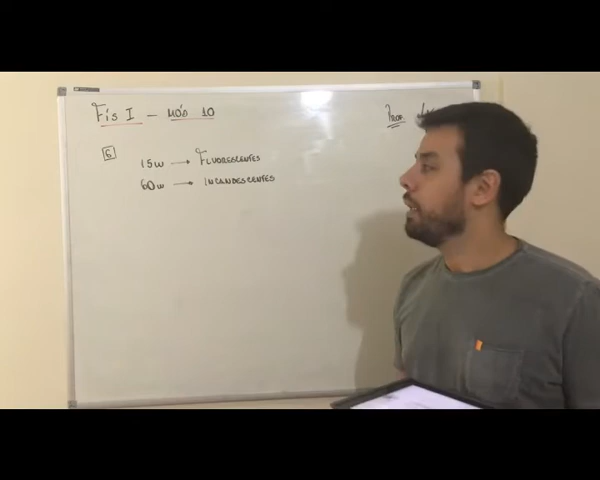 Fís I - MÓD 10
PROF.
6
15W → FLUORESCENTES
60W → INCANDESCENTES